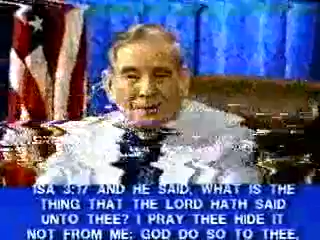 ISA 3:17 AND HE SAID, WHAT IS THE
THING THAT THE LORD HATH SAID
UNTO THEE? I PRAY THEE HIDE IT
NOT FROM ME: GOD DO SO TO THEE,